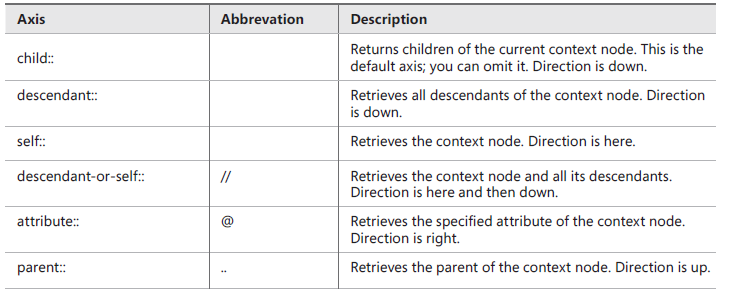 Axis Abbrevation Description
child:: Returns children of the current context node. This is the
default axis; you can omit it. Direction is down.
descendant:: Retrieves all descendants of the context node. Direction
is down.
self:: Retrieves the context node. Direction is here.
descendant-or-self:: // Retrieves the context node and all its descendants.
Direction is here and then down.
attribute:: @ Retrieves the specified attribute of the context node.
Direction is right.
parent:: .. Retrieves the parent of the context node. Direction is up.